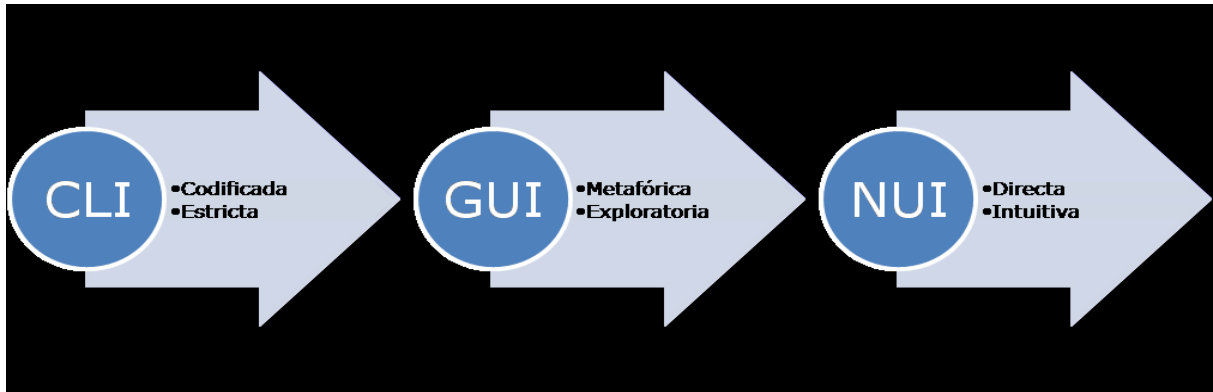 CLI
•Codificada
•Estricta
GUI
•Metafórica
•Exploratoria
NUI
•Directa
•Intuitiva